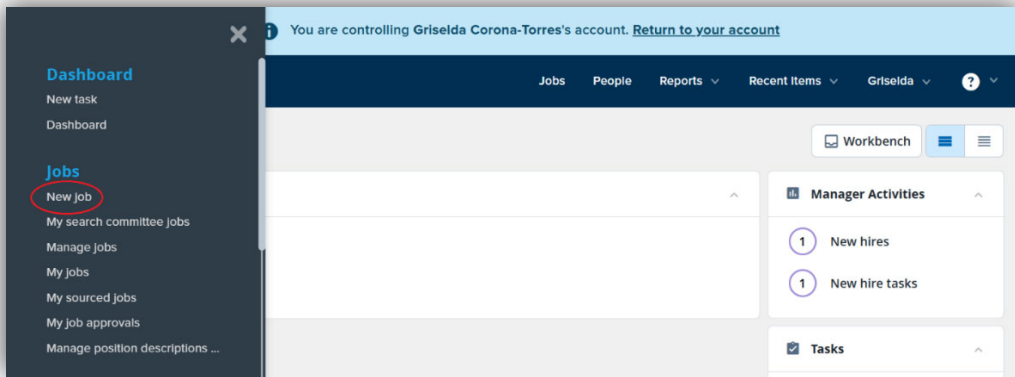 You are controlling Griselda Corona-Torres's account. Return to your account
Dashboard
New task
Dashboard
Jobs
New job
My search committee jobs
Manage jobs
My jobs
My sourced jobs
My job approvals
Manage position descriptions ...
Jobs People Reports Recent Items Griselda ?
Workbench
Manager Activities
1 New hires
1 New hire tasks
Tasks